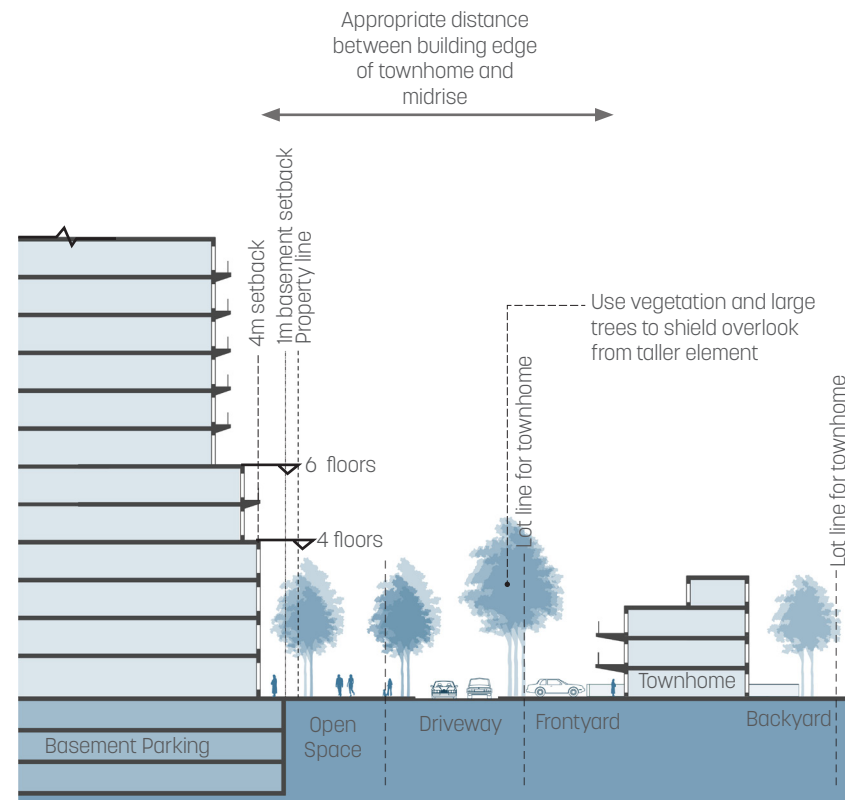 Appropriate distance
between building edge
of townhome and
midrise
4m setback
1m basement setback
Property line
Use vegetation and large
trees to shield overlook
from taller element
Lot line for townhome
Lot line for townhome
6 floors
4 floors
Townhome
Basement Parking
Open
Space
Driveway
Frontyard
Backyard